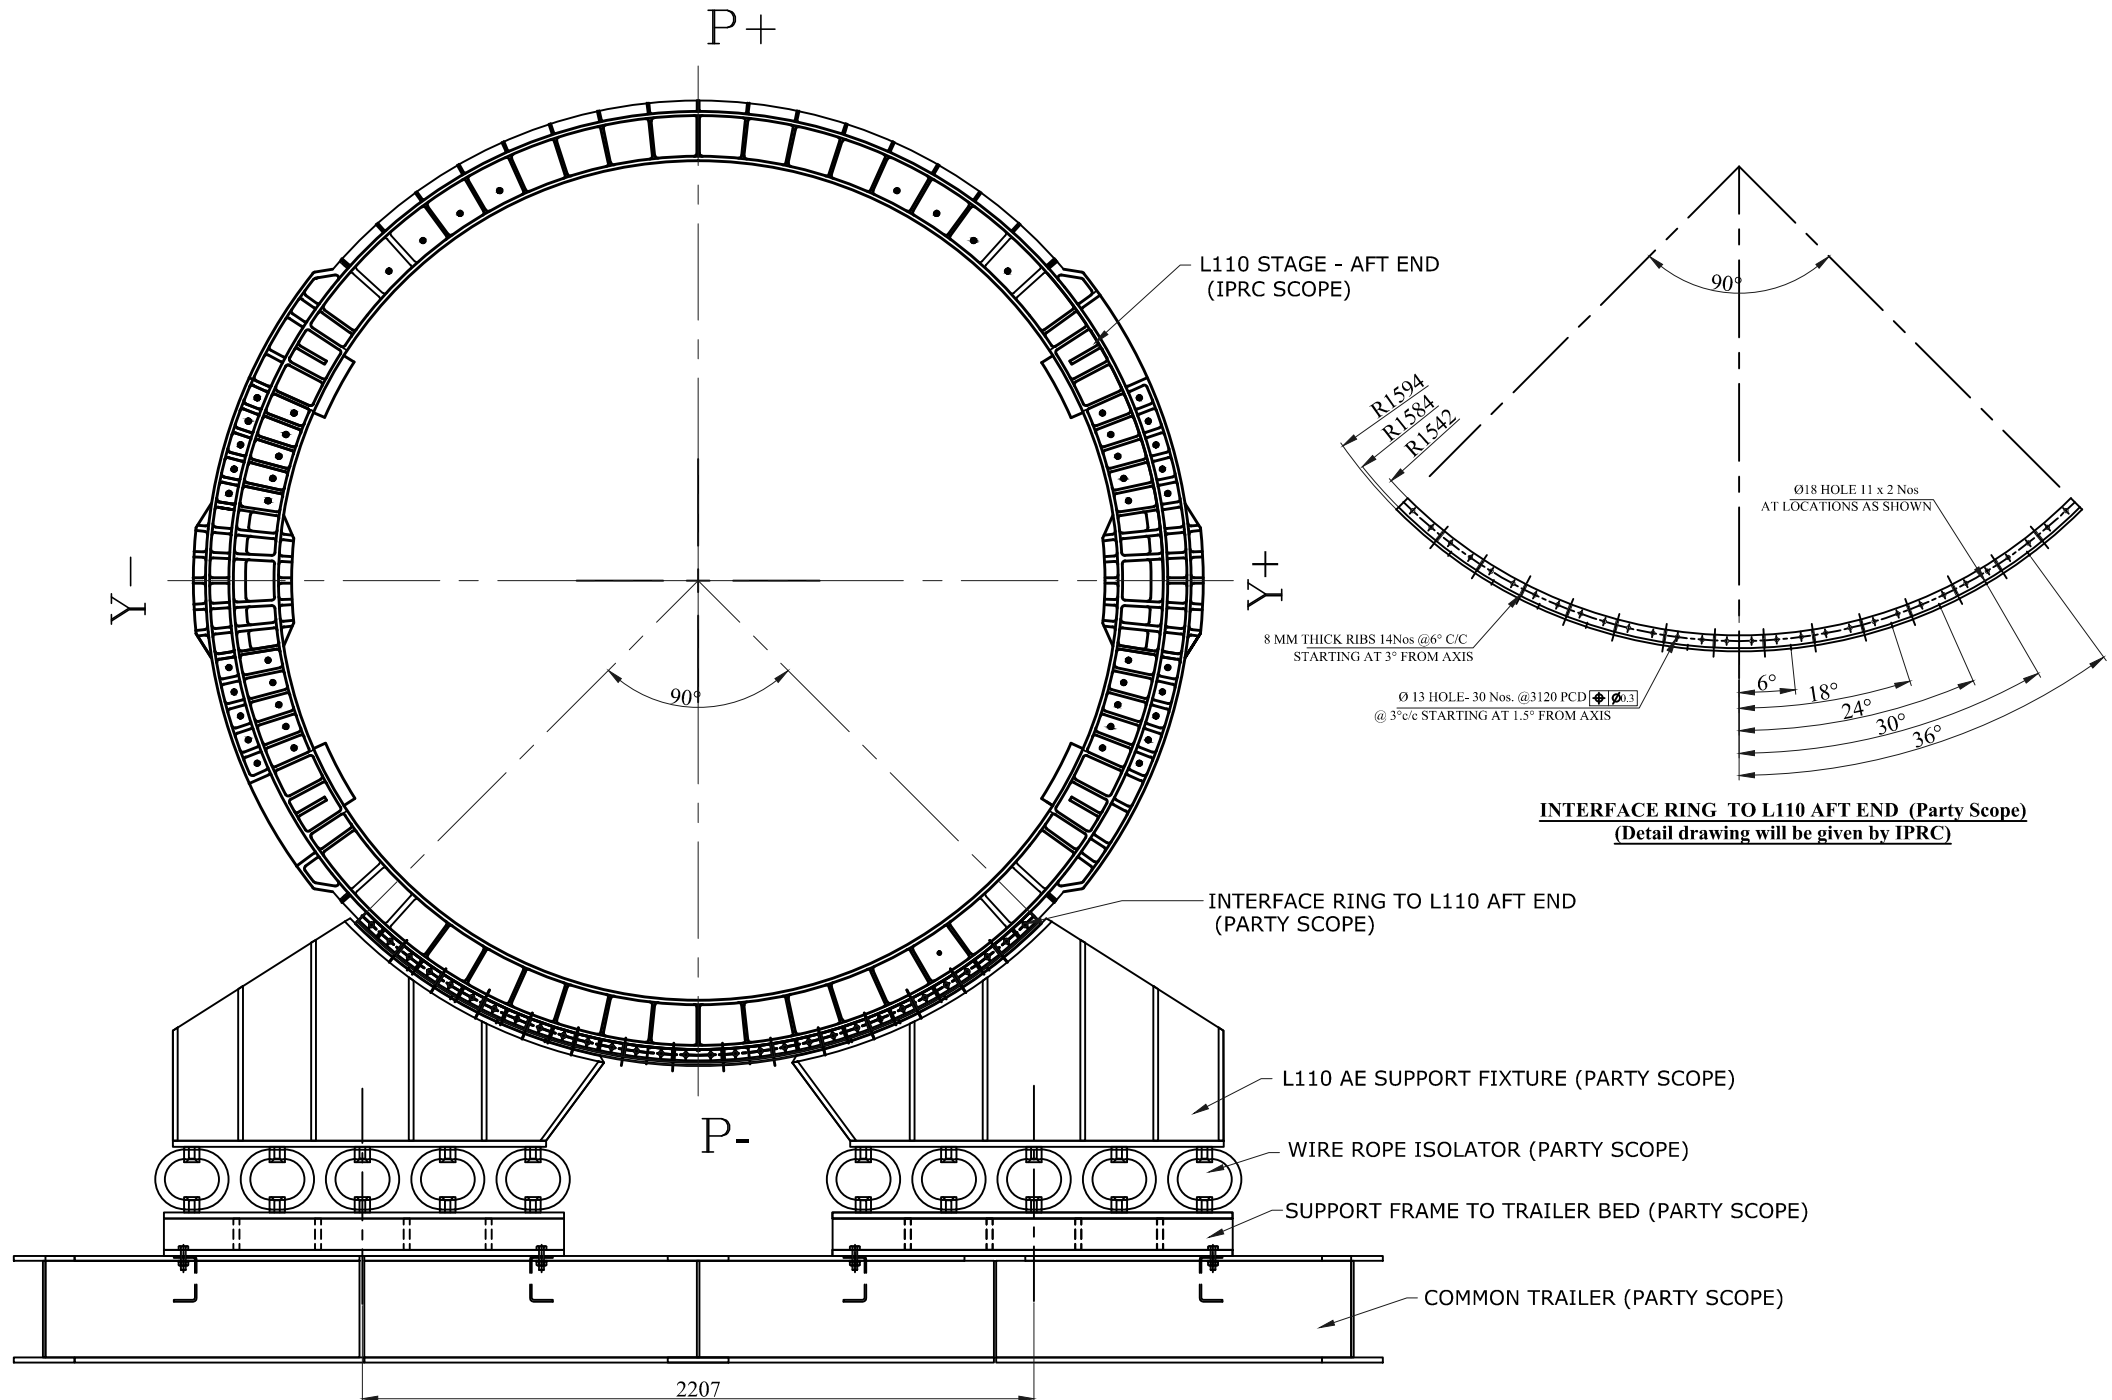 P+
L110 STAGE - AFT END
(IPRC SCOPE)
90°
R1594
R1584
R1542
Ø18 HOLE 11 x 2 Nos
AT LOCATIONS AS SHOWN
Y-
Y+
8 MM THICK RIBS 14Nos @6° C/C
STARTING AT 3° FROM AXIS
90°
Ø 13 HOLE- 30 Nos. @3120 PCD ⌖ Ø0.3
@ 3°c/c STARTING AT 1.5° FROM AXIS
6°
18°
24°
30°
36°
INTERFACE RING TO L110 AFT END (Party Scope)
(Detail drawing will be given by IPRC)
INTERFACE RING TO L110 AFT END
(PARTY SCOPE)
L110 AE SUPPORT FIXTURE (PARTY SCOPE)
P-
WIRE ROPE ISOLATOR (PARTY SCOPE)
SUPPORT FRAME TO TRAILER BED (PARTY SCOPE)
COMMON TRAILER (PARTY SCOPE)
2207